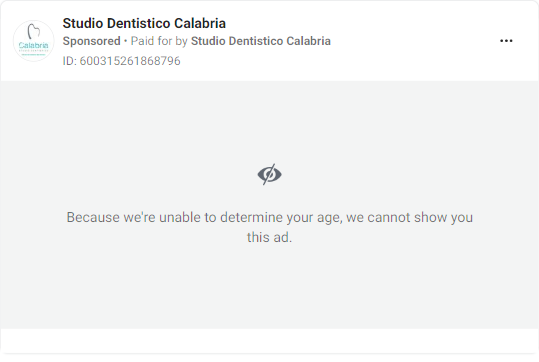 Studio Dentistico Calabria
Sponsored • Paid for by Studio Dentistico Calabria
ID: 600315261868796
Calabria
Because we're unable to determine your age, we cannot show you
this ad.